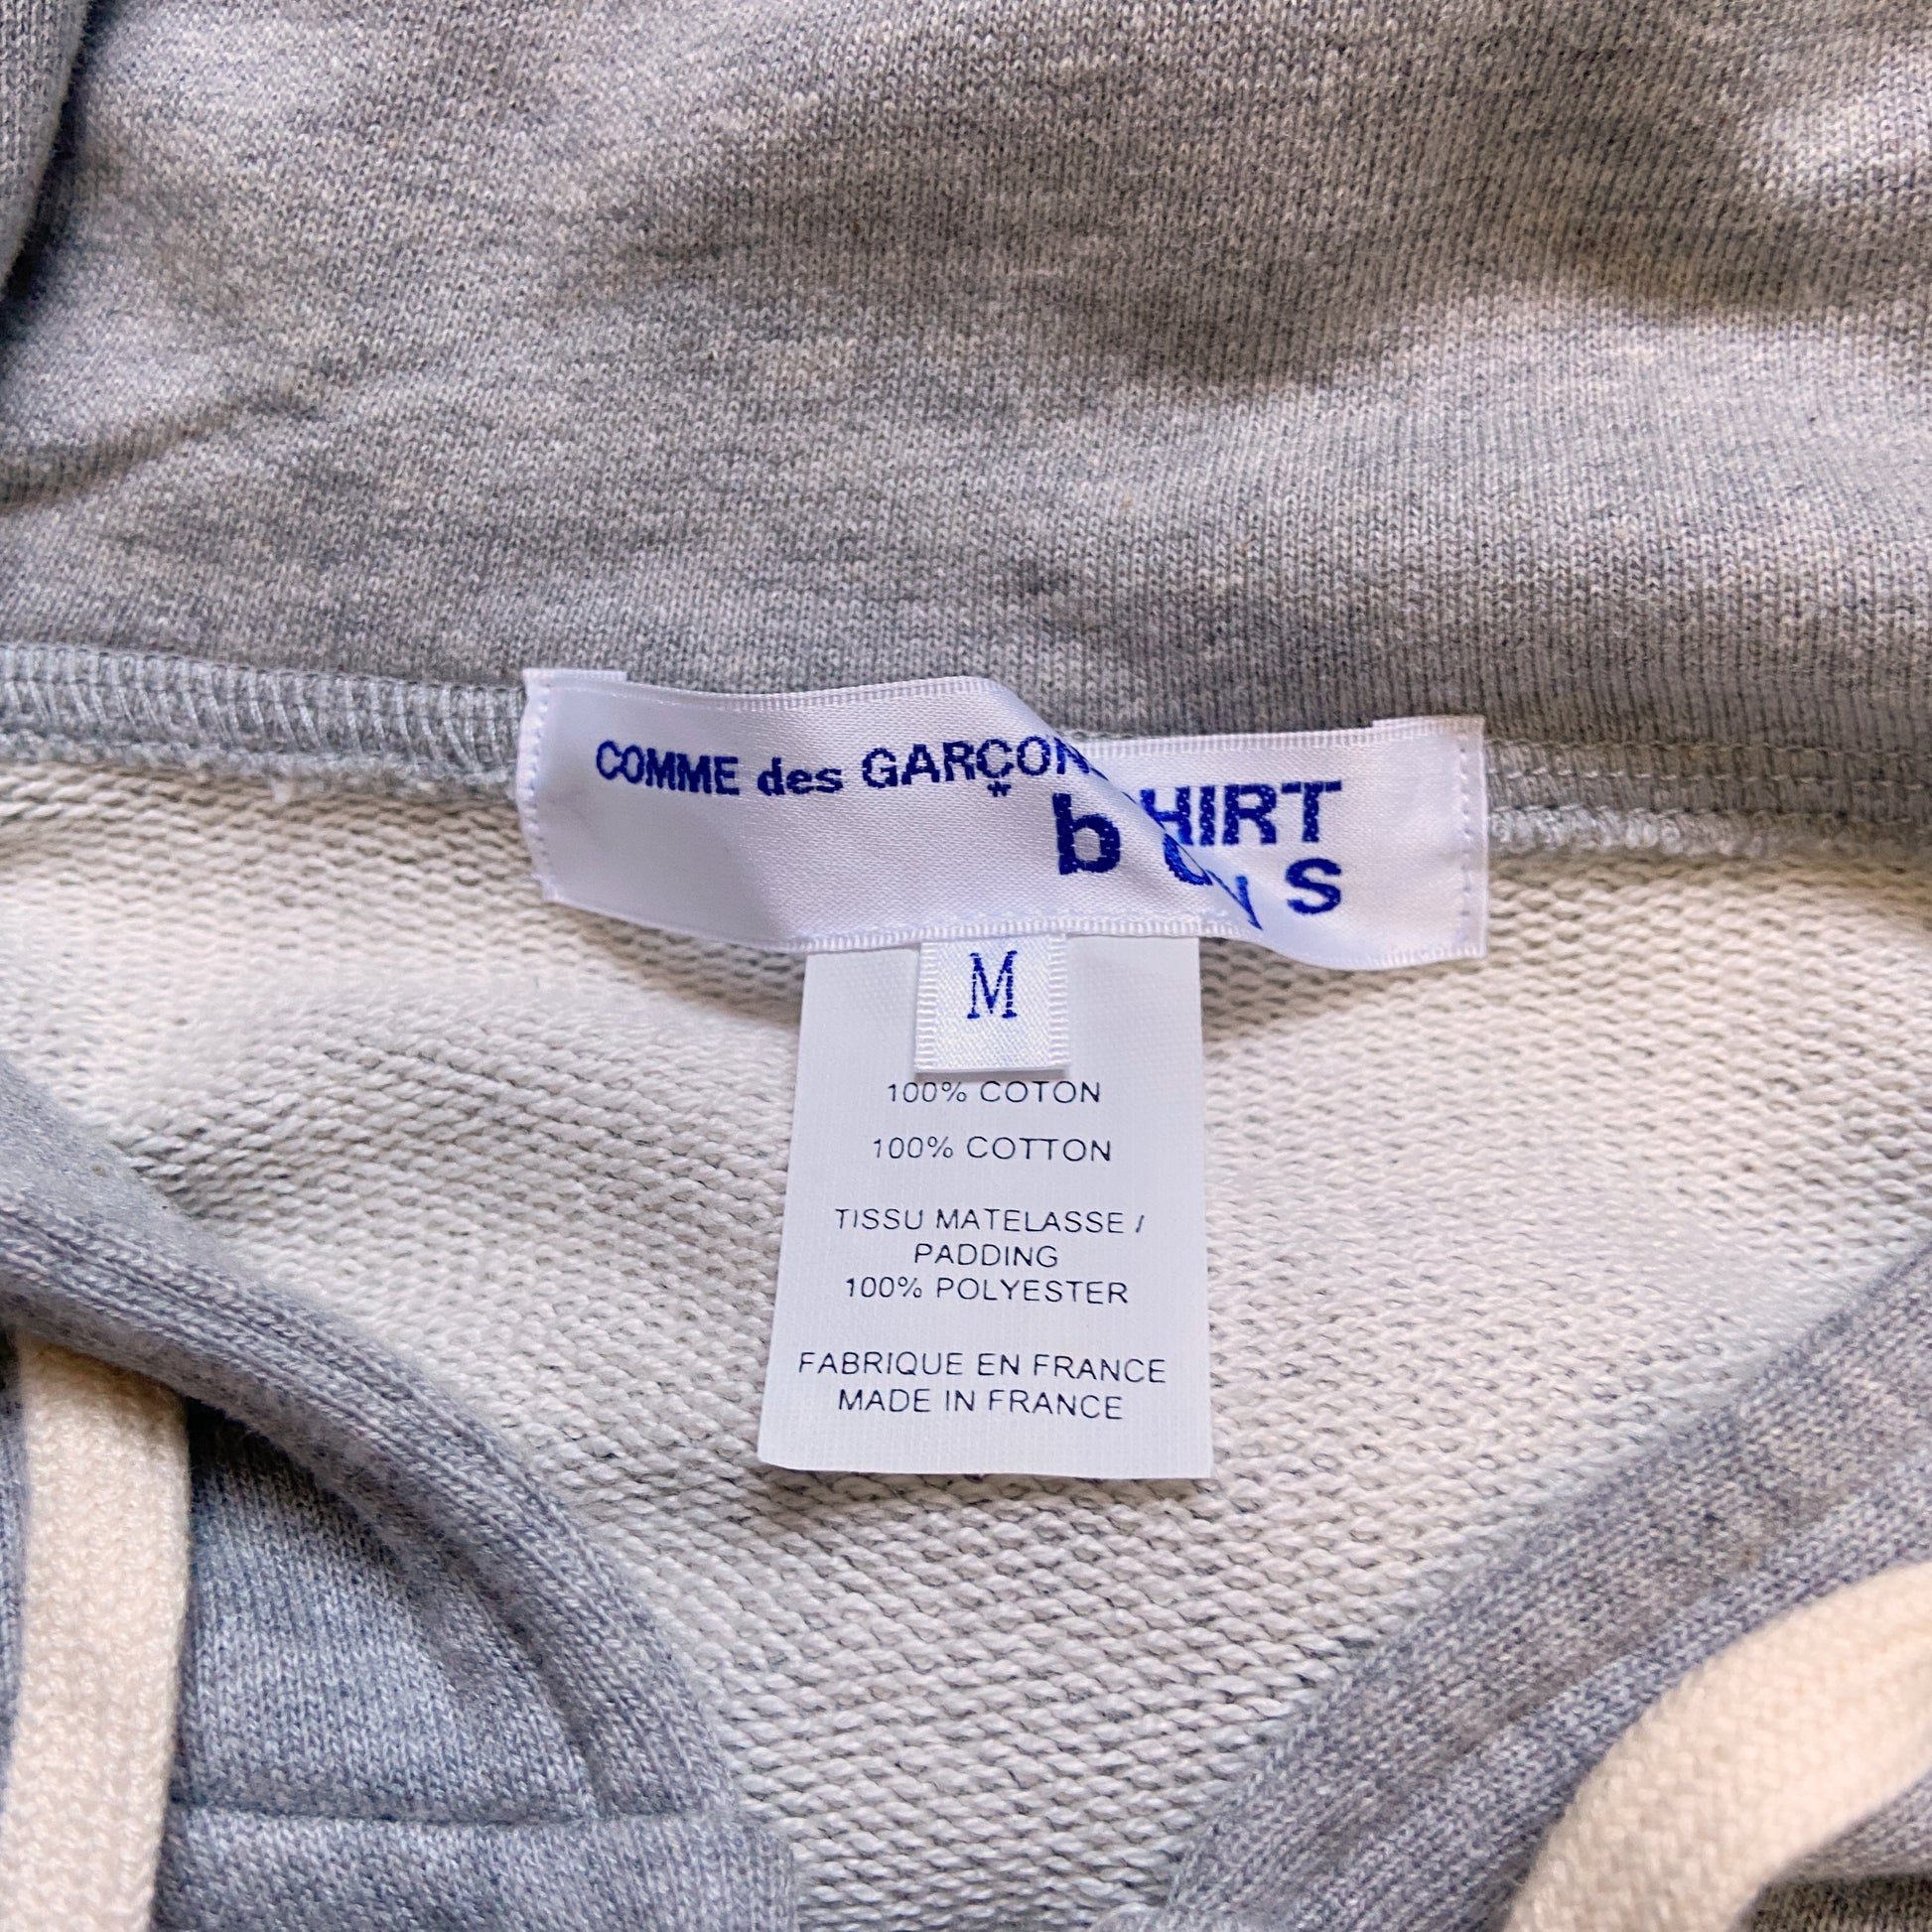 COMME des GARÇON
HIRT
b o y s
M
100% COTON
100% COTTON
TISSU MATELASSE /
PADDING
100% POLYESTER
FABRIQUE EN FRANCE
MADE IN FRANCE